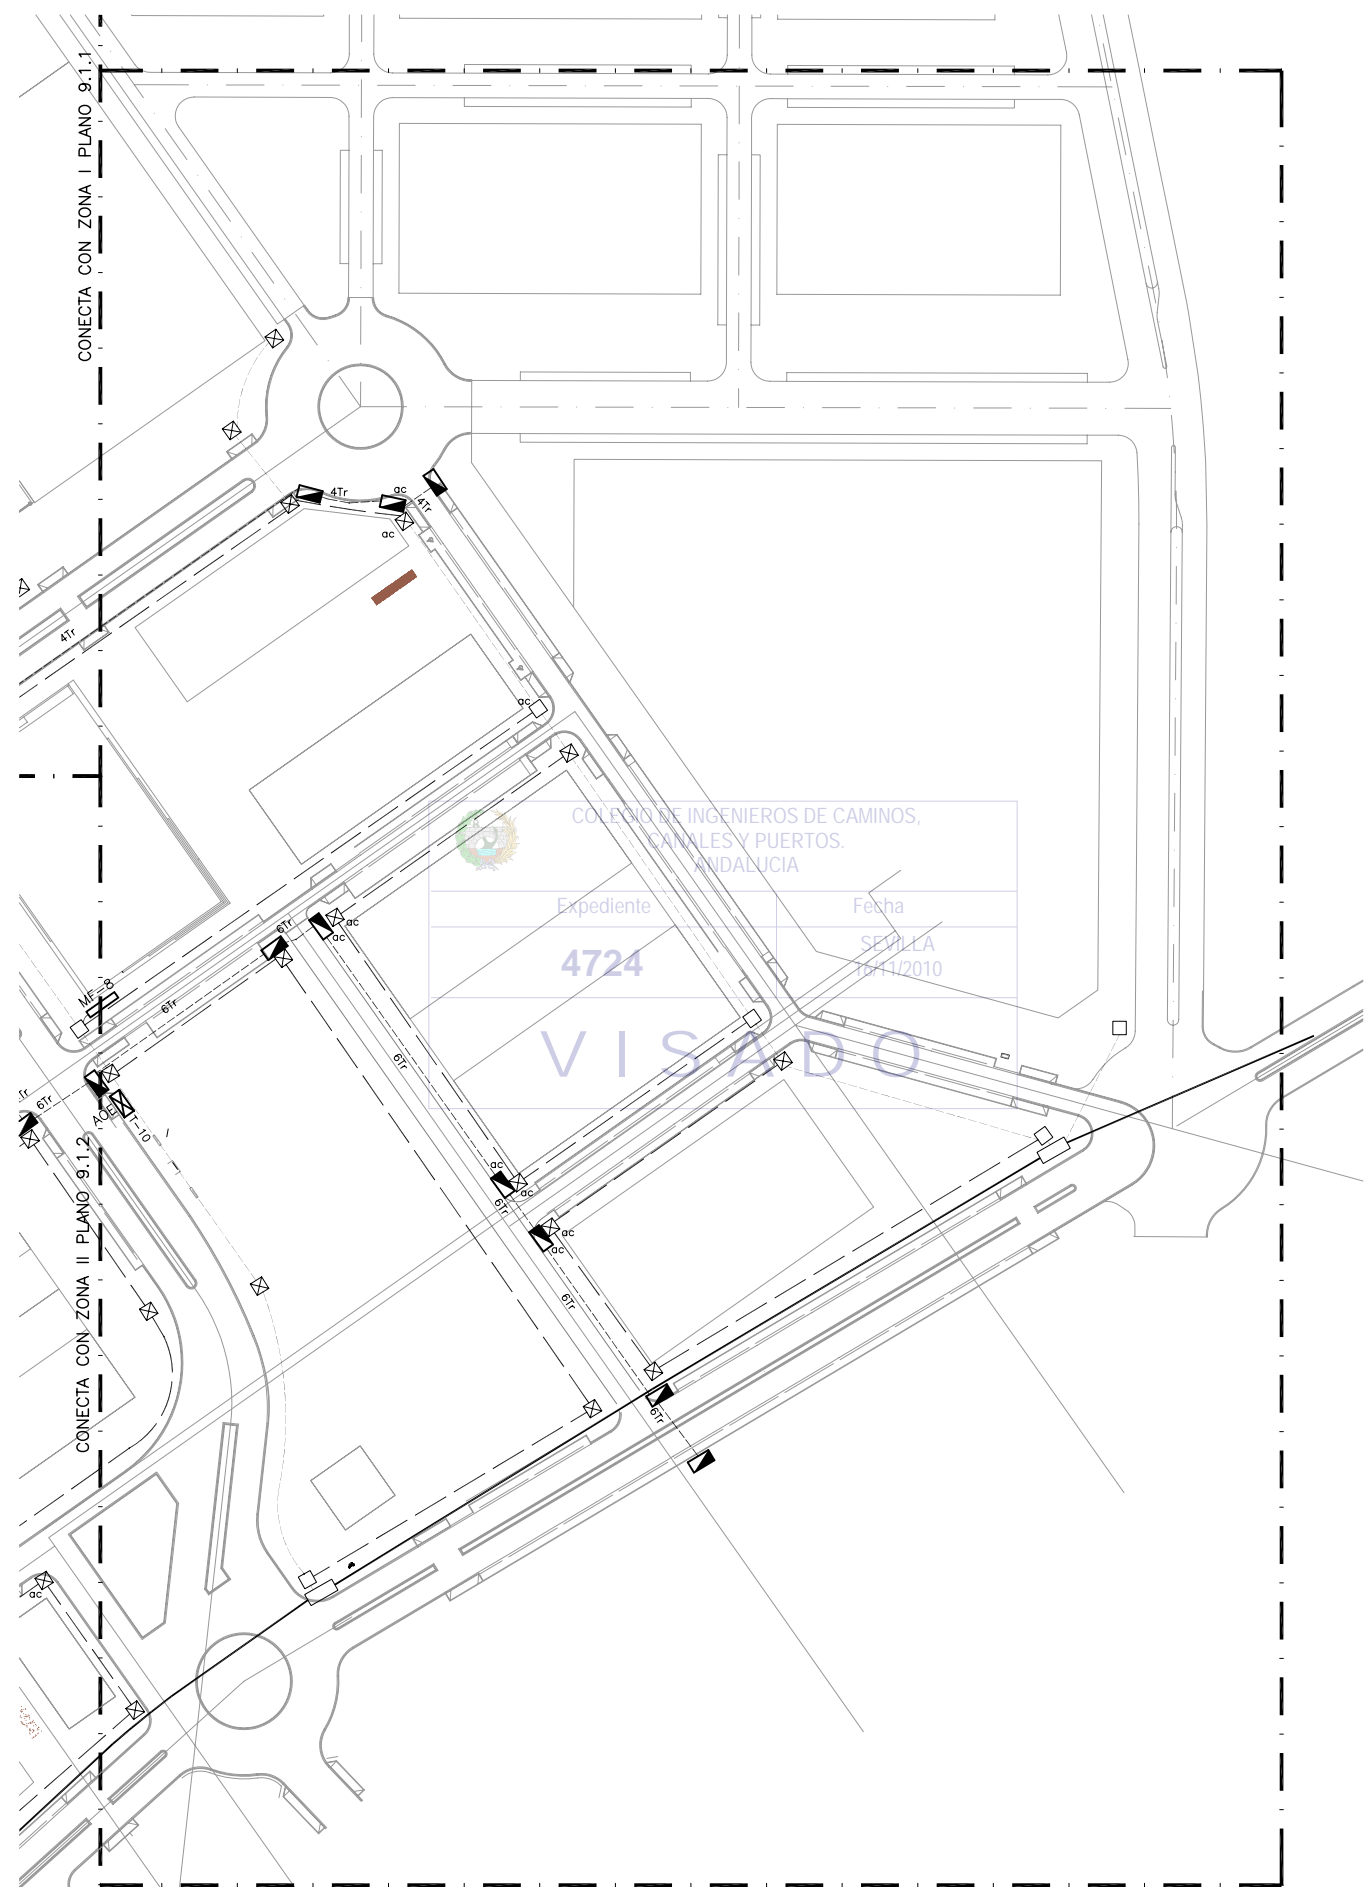 CONECTA CON ZONA I PLANO 9.1.1
4Tr
ac
4Tr
ac
4Tr
ac
COLEGIO DE INGENIEROS DE CAMINOS,
CANALES Y PUERTOS.
ANDALUCIA
Expediente
Fecha
4724
SEVILLA
16/11/2010
VISADO
6Tr
ac
ac
MF-8
6Tr
6Tr
6Tr
AOE
IT-10
CONECTA CON ZONA II PLANO 9.1.2
ac
ac
6Tr
ac
ac
6Tr
6Tr
ac